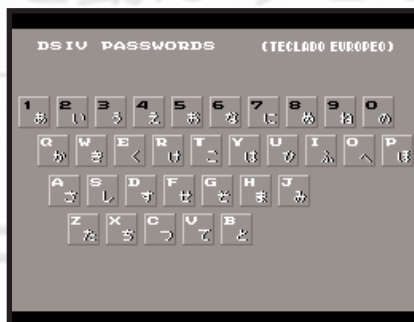 DSIV PASSWORDS (TECLADO EUROPEO)
1 あ 2 い 3 う 4 え 5 お 6 な 7 に 8 ぬ 9 ね 0 の
Q か W き E く R け T こ Y は U ひ I ふ O へ P ほ
A さ S し D す F せ G そ H ま J み
Z た X ち C つ V て B と